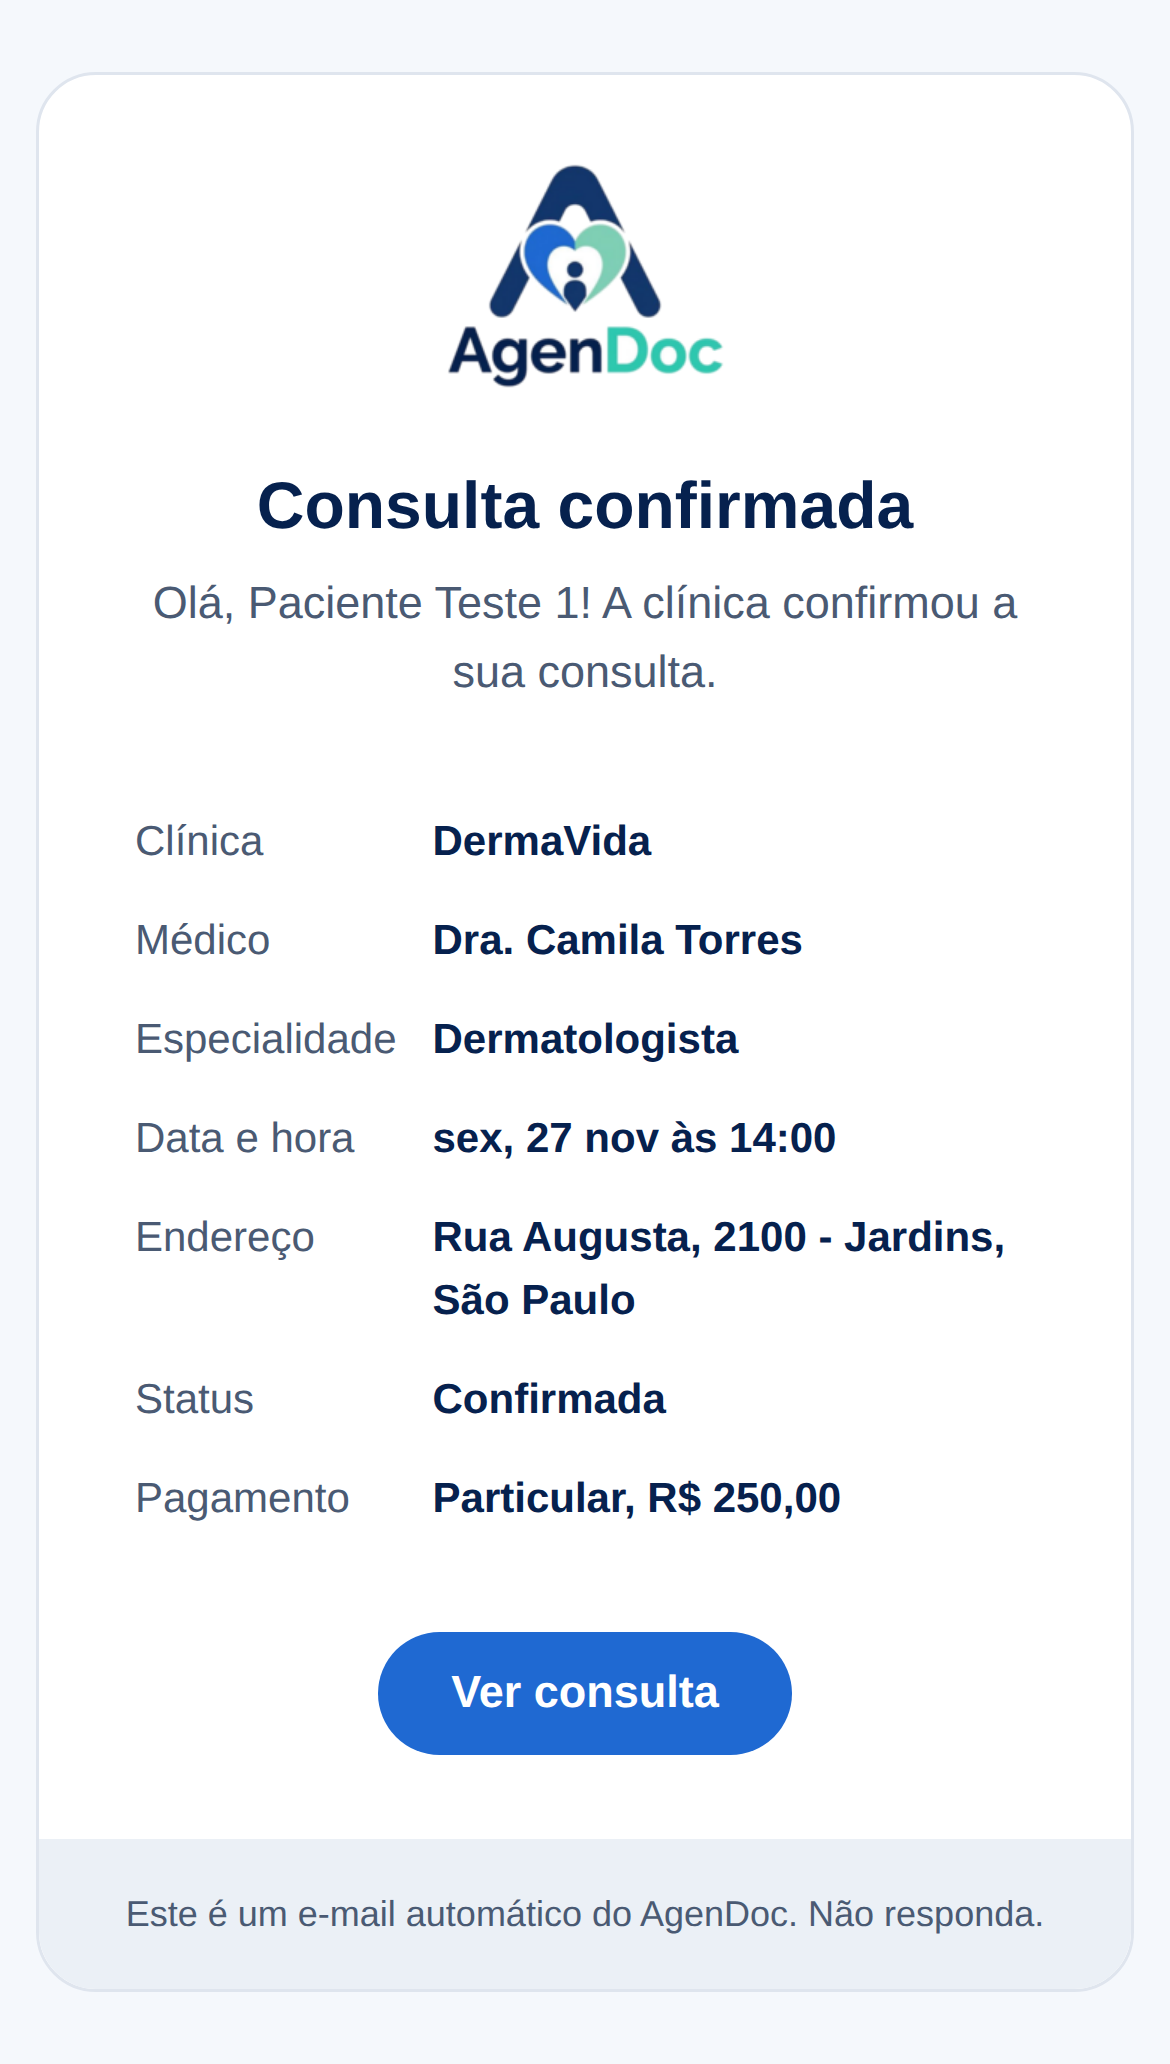 AgenDoc
Consulta confirmada
Olá, Paciente Teste 1! A clínica confirmou a
sua consulta.
Clínica DermaVida
Médico Dra. Camila Torres
Especialidade Dermatologista
Data e hora sex, 27 nov às 14:00
Endereço Rua Augusta, 2100 - Jardins,
São Paulo
Status Confirmada
Pagamento Particular, R$ 250,00
Ver consulta
Este é um e-mail automático do AgenDoc. Não responda.